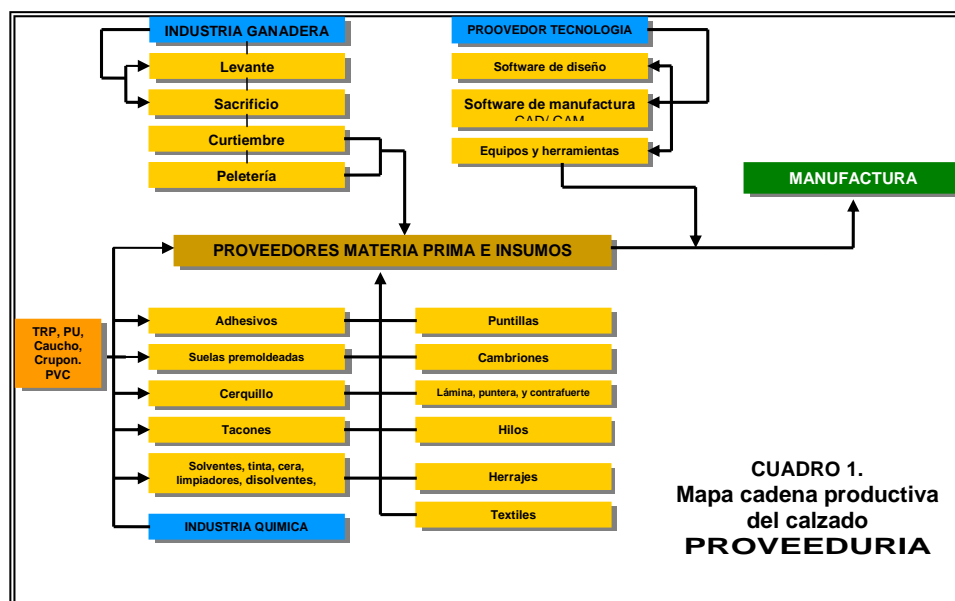 INDUSTRIA GANADERA
Levante
Sacrificio
Curtiembre
Peletería
PROOVEDOR TECNOLOGIA
Software de diseño
Software de manufactura
CAD/ CAM
Equipos y herramientas
MANUFACTURA
PROVEEDORES MATERIA PRIMA E INSUMOS
TRP, PU,
Caucho,
Crupon.
PVC
Adhesivos
Suelas premoldeadas
Cerquillo
Tacones
Solventes, tinta, cera,
limpiadores, disolventes,
INDUSTRIA QUIMICA
Puntillas
Cambriones
Lámina, puntera, y contrafuerte
Hilos
Herrajes
Textiles
CUADRO 1.
Mapa cadena productiva
del calzado
PROVEEDURIA